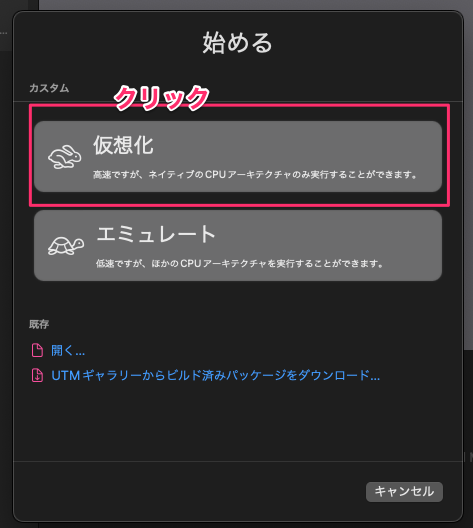 始める
カスタム
クリック
仮想化
高速ですが、ネイティブのCPUアーキテクチャのみ実行することができます。
エミュレート
低速ですが、ほかのCPUアーキテクチャを実行することができます。
既存
開く...
UTMギャラリーからビルド済みパッケージをダウンロード...
キャンセル